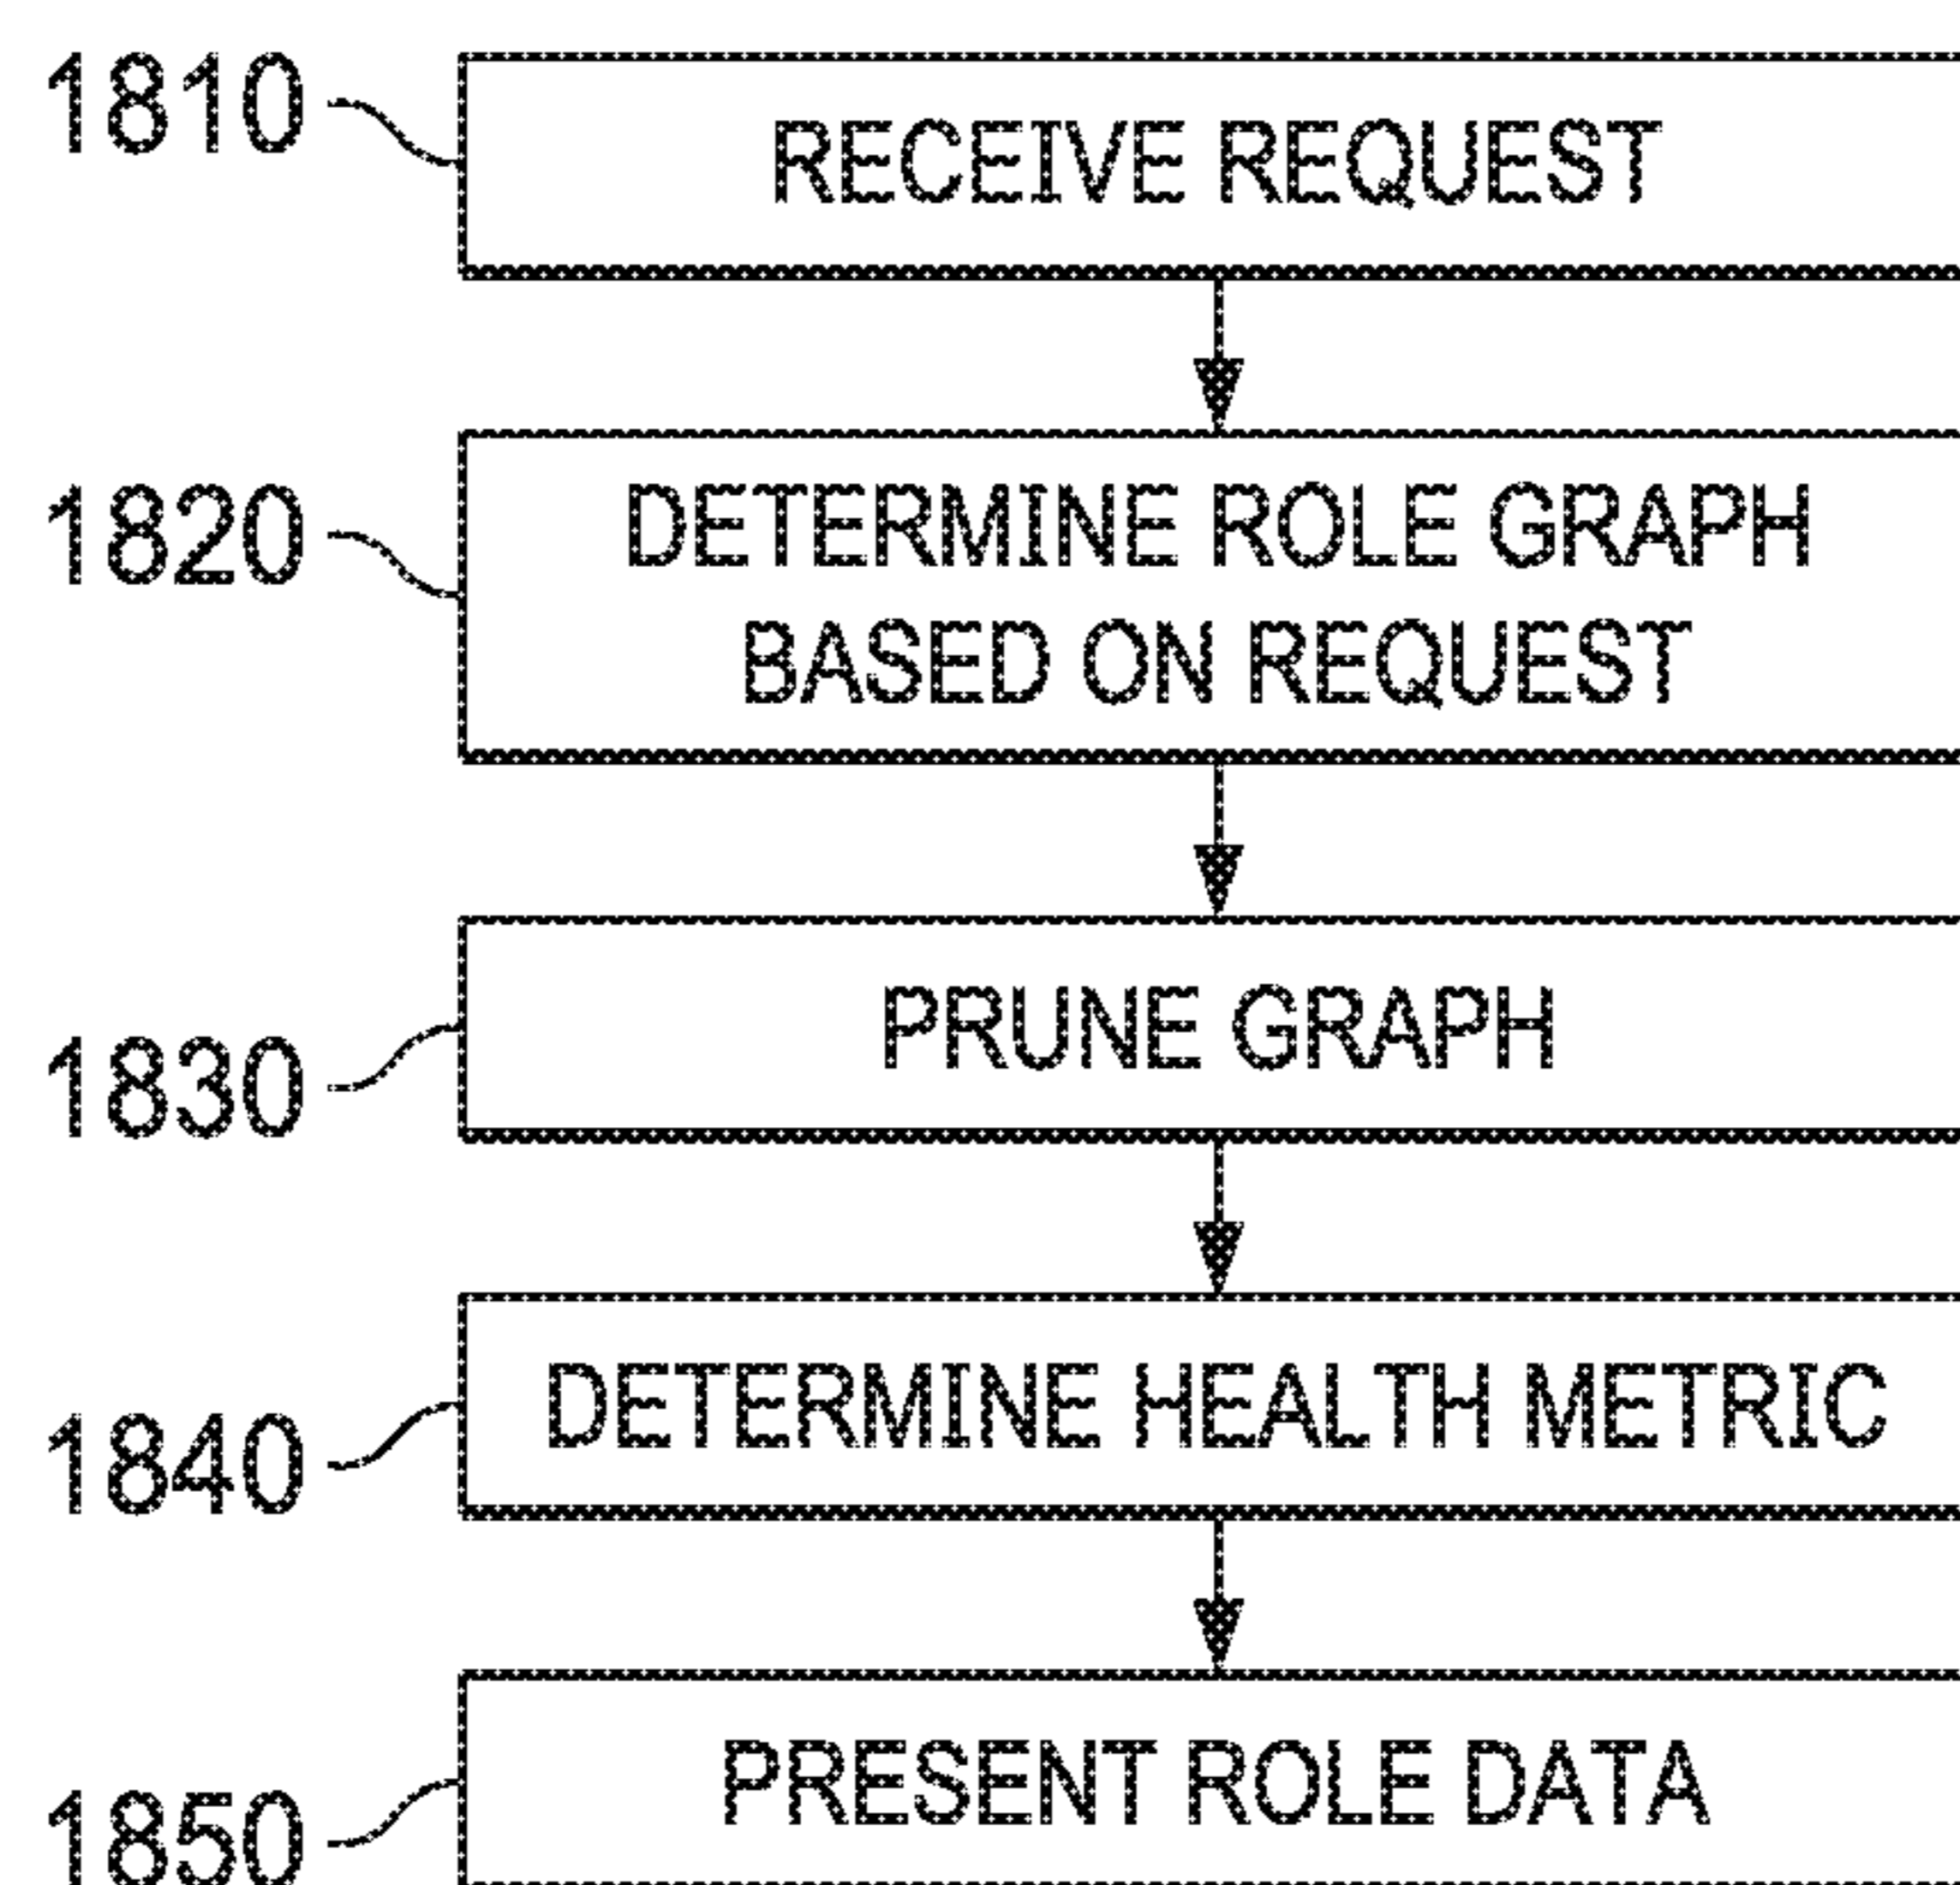 1810
RECEIVE REQUEST
1820
DETERMINE ROLE GRAPH
BASED ON REQUEST
1830
PRUNE GRAPH
1840
DETERMINE HEALTH METRIC
1850
PRESENT ROLE DATA